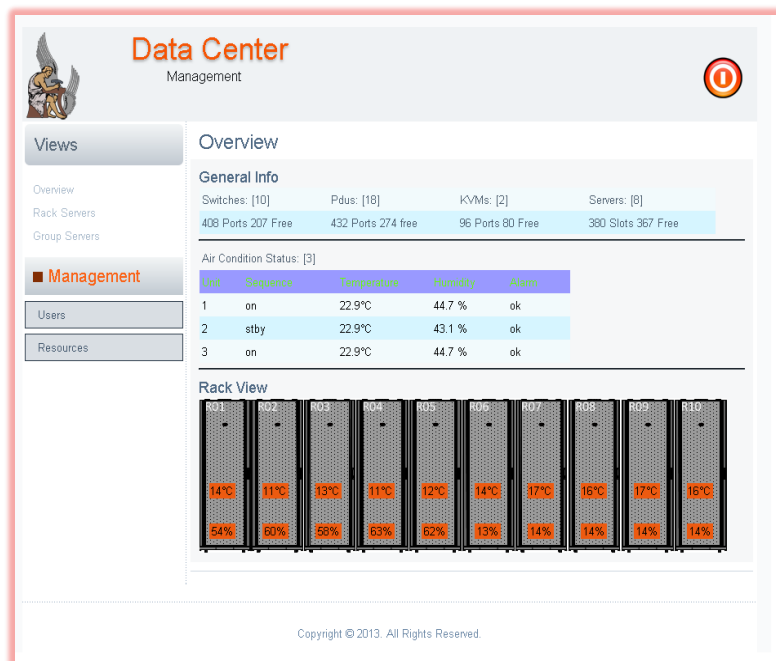 Data Center
Management
Views
Overview
Rack Servers
Group Servers
Management
Users
Resources
Overview
General Info
Switches: [10] Pdus: [18] KVMs: [2] Servers: [8]
408 Ports 207 Free 432 Ports 274 free 96 Ports 80 Free 380 Slots 367 Free
Air Condition Status: [3]
Unit Sequence Temperature Humidity Alarm
1 on 22.9°C 44.7 % ok
2 stby 22.9°C 43.1 % ok
3 on 22.9°C 44.7 % ok
Rack View
R01 R02 R03 R04 R05 R06 R07 R08 R09 R10
14°C 11°C 13°C 11°C 12°C 14°C 17°C 16°C 17°C 16°C
54% 60% 58% 63% 62% 13% 14% 14% 14% 14%
Copyright © 2013. All Rights Reserved.